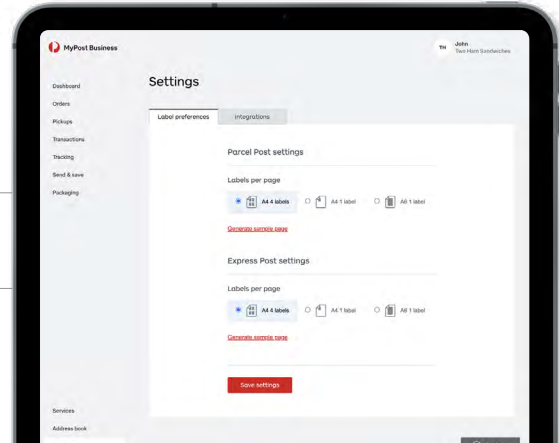 MyPost Business
TH
John
Two Ham Sandwiches
Dashboard
Orders
Pickups
Transactions
Tracking
Send & save
Packaging
Services
Address book
Settings
Label preferences
Integrations
Parcel Post settings
Labels per page
A4 4 labels
A4 1 label
A6 1 label
Generate sample page
Express Post settings
Labels per page
A4 4 labels
A4 1 label
A6 1 label
Generate sample page
Save settings